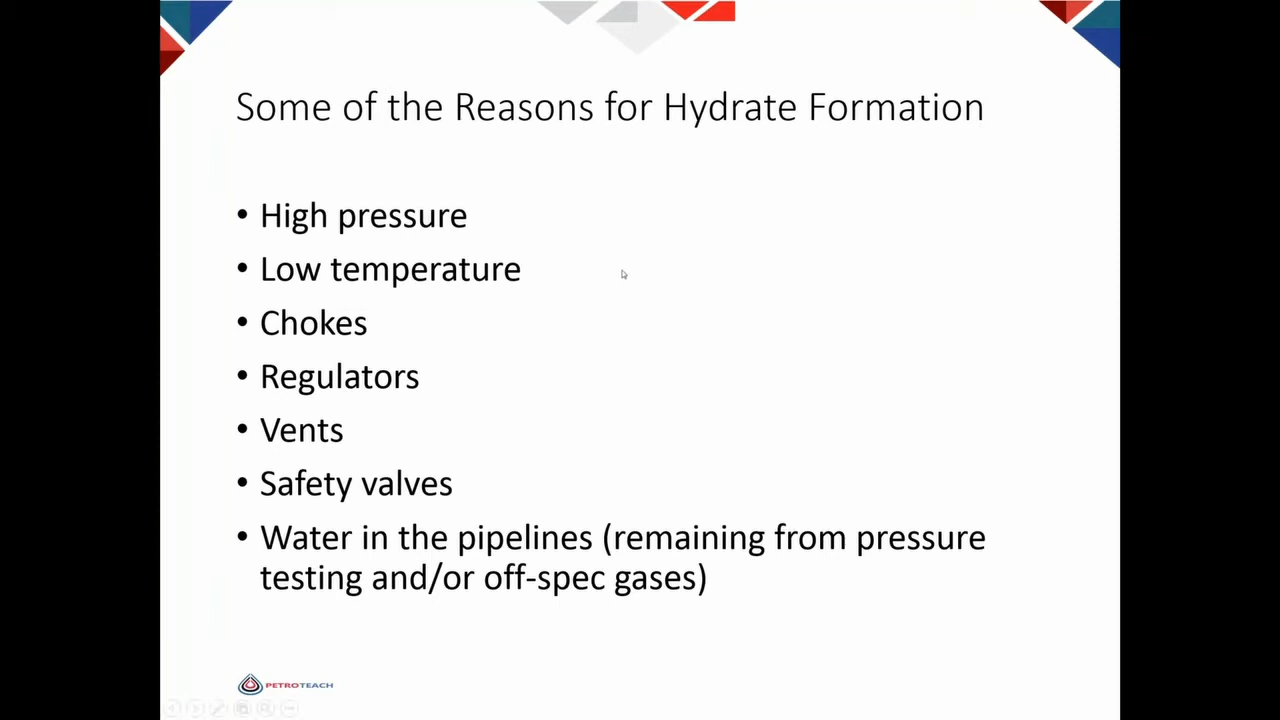 Some of the Reasons for Hydrate Formation
• High pressure
• Low temperature
• Chokes
• Regulators
• Vents
• Safety valves
• Water in the pipelines (remaining from pressure
testing and/or off-spec gases)
PETROTEACH